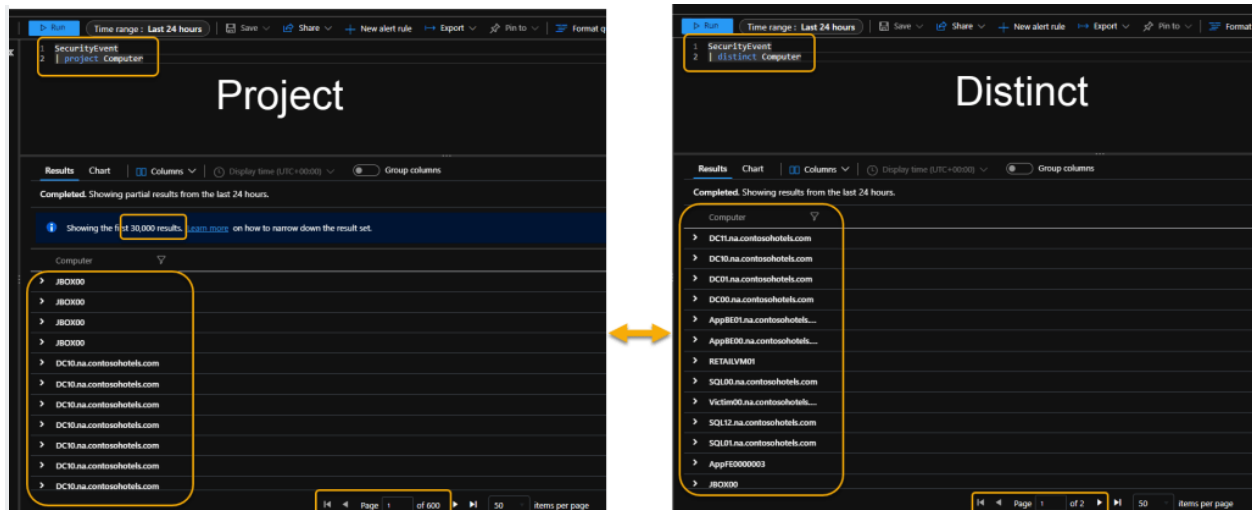 Run Time range : Last 24 hours Save Share New alert rule Export Pin to Format q
1 SecurityEvent
2 | project Computer
Project
Results Chart Columns Display time (UTC+00:00) Group columns
Completed. Showing partial results from the last 24 hours.
Showing the first 30,000 results. Learn more on how to narrow down the result set.
Computer
JBOX00
JBOX00
JBOX00
JBOX00
DC10.na.contosohotels.com
DC10.na.contosohotels.com
DC10.na.contosohotels.com
DC10.na.contosohotels.com
DC10.na.contosohotels.com
DC10.na.contosohotels.com
DC10.na.contosohotels.com
Page 1 of 600 50 items per page
Run Time range : Last 24 hours Save Share New alert rule Export Pin to Format
1 SecurityEvent
2 | distinct Computer
Distinct
Results Chart Columns Display time (UTC+00:00) Group columns
Completed. Showing results from the last 24 hours.
Computer
DC11.na.contosohotels.com
DC10.na.contosohotels.com
DC01.na.contosohotels.com
DC00.na.contosohotels.com
AppBE01.na.contosohotels....
AppBE00.na.contosohotels....
RETAILVM01
SQL00.na.contosohotels.com
Victim00.na.contosohotels....
SQL12.na.contosohotels.com
SQL01.na.contosohotels.com
AppFE0000003
JBOX00
Page 1 of 2 50 items per page